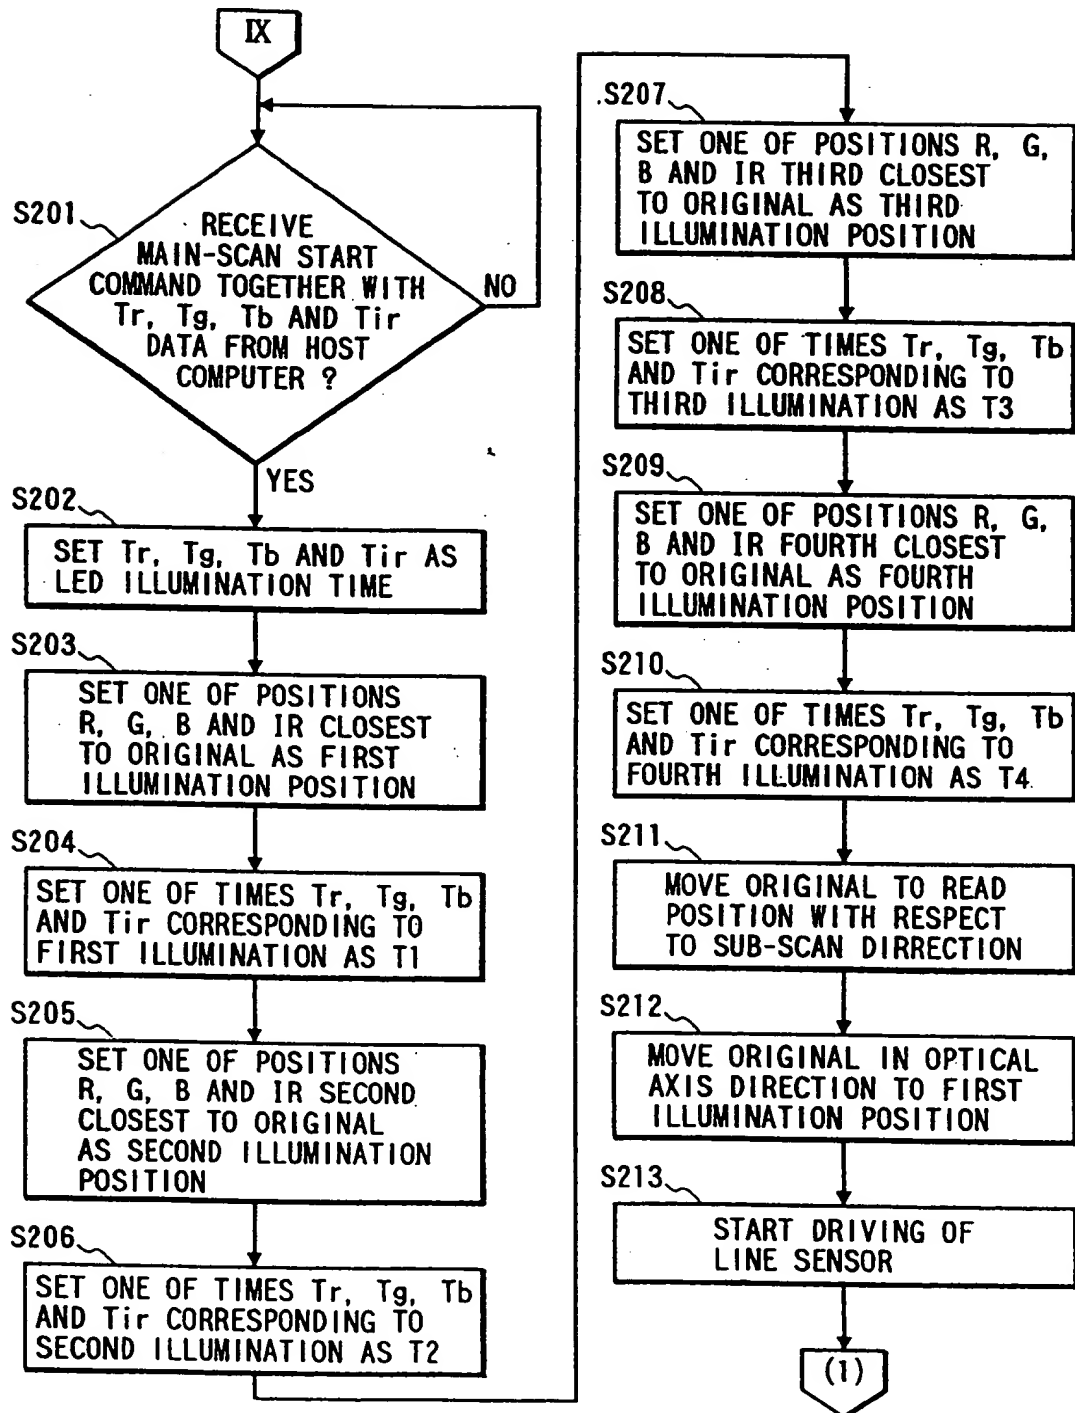 IX
S201
RECEIVE
MAIN-SCAN START
COMMAND TOGETHER WITH
Tr, Tg, Tb AND Tir
DATA FROM HOST
COMPUTER ?
NO
YES
S202
SET Tr, Tg, Tb AND Tir AS
LED ILLUMINATION TIME
S203
SET ONE OF POSITIONS
R, G, B AND IR CLOSEST
TO ORIGINAL AS FIRST
ILLUMINATION POSITION
S204
SET ONE OF TIMES Tr, Tg, Tb
AND Tir CORRESPONDING TO
FIRST ILLUMINATION AS T1
S205
SET ONE OF POSITIONS
R, G, B AND IR SECOND
CLOSEST TO ORIGINAL
AS SECOND ILLUMINATION
POSITION
S206
SET ONE OF TIMES Tr, Tg, Tb
AND Tir CORRESPONDING TO
SECOND ILLUMINATION AS T2
S207
SET ONE OF POSITIONS R, G,
B AND IR THIRD CLOSEST
TO ORIGINAL AS THIRD
ILLUMINATION POSITION
S208
SET ONE OF TIMES Tr, Tg, Tb
AND Tir CORRESPONDING TO
THIRD ILLUMINATION AS T3
S209
SET ONE OF POSITIONS R, G,
B AND IR FOURTH CLOSEST
TO ORIGINAL AS FOURTH
ILLUMINATION POSITION
S210
SET ONE OF TIMES Tr, Tg, Tb
AND Tir CORRESPONDING TO
FOURTH ILLUMINATION AS T4
S211
MOVE ORIGINAL TO READ
POSITION WITH RESPECT
TO SUB-SCAN DIRRECTION
S212
MOVE ORIGINAL IN OPTICAL
AXIS DIRECTION TO FIRST
ILLUMINATION POSITION
S213
START DRIVING OF
LINE SENSOR
(1)